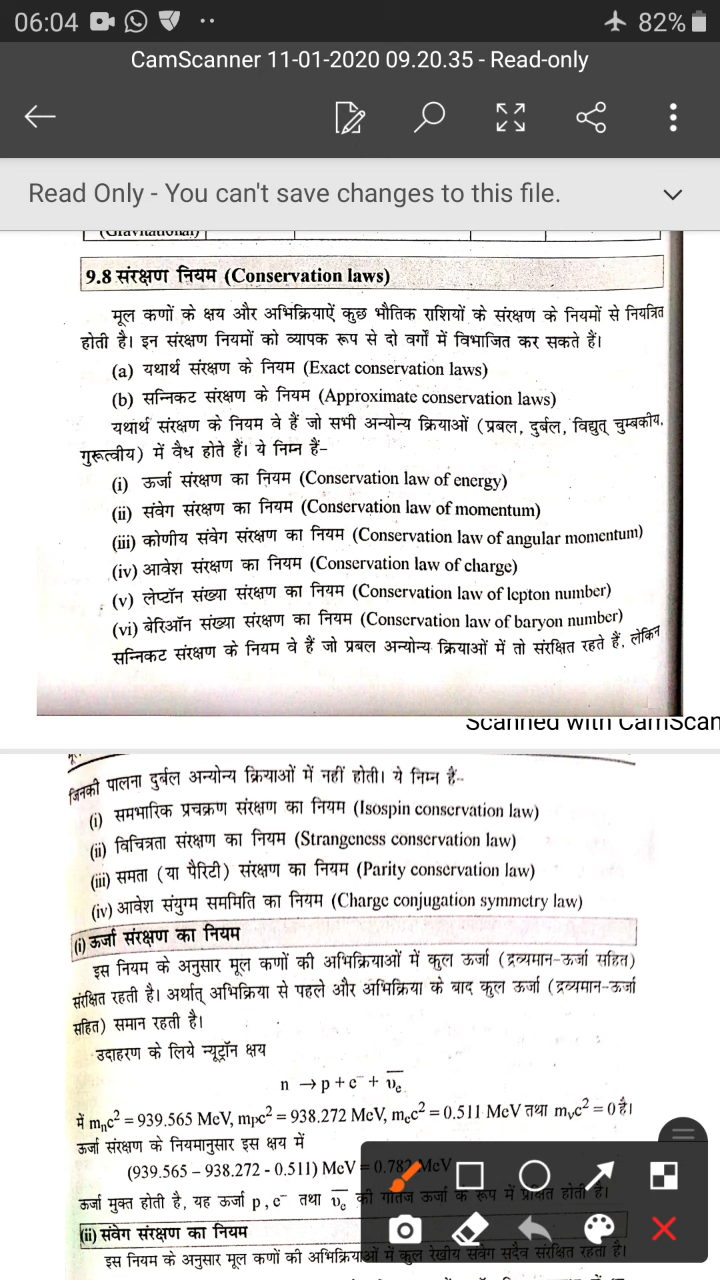 06:04
82%
CamScanner 11-01-2020 09.20.35 - Read-only
Read Only - You can't save changes to this file.
(Gravitational)
9.8 संरक्षण नियम (Conservation laws)
मूल कणों के क्षय और अभिक्रियाऐं कुछ भौतिक राशियों के संरक्षण के नियमों से नियत्रित
होती है। इन संरक्षण नियमों को व्यापक रूप से दो वर्गों में विभाजित कर सकते हैं।
(a) यथार्थ संरक्षण के नियम (Exact conservation laws)
(b) सन्निकट संरक्षण के नियम (Approximate conservation laws)
यथार्थ संरक्षण के नियम वे हैं जो सभी अन्योन्य क्रियाओं (प्रबल, दुर्बल, विद्युत् चुम्बकीय,
गुरूत्वीय) में वैध होते हैं। ये निम्न हैं–
(i) ऊर्जा संरक्षण का नियम (Conservation law of energy)
(ii) संवेग संरक्षण का नियम (Conservation law of momentum)
(iii) कोणीय संवेग संरक्षण का नियम (Conservation law of angular momentum)
(iv) आवेश संरक्षण का नियम (Conservation law of charge)
(v) लेप्टॉन संख्या संरक्षण का नियम (Conservation law of lepton number)
(vi) बेरिऑन संख्या संरक्षण का नियम (Conservation law of baryon number)
सन्निकट संरक्षण के नियम वे हैं जो प्रबल अन्योन्य क्रियाओं में तो संरक्षित रहते हैं, लेकिन
Scanned with CamScan
जिनकी पालना दुर्बल अन्योन्य क्रियाओं में नहीं होती। ये निम्न हैं–
(i) समभारिक प्रचक्रण संरक्षण का नियम (Isospin conservation law)
(ii) विचित्रता संरक्षण का नियम (Strangeness conservation law)
(iii) समता (या पैरिटी) संरक्षण का नियम (Parity conservation law)
(iv) आवेश संयुग्म सममिति का नियम (Charge conjugation symmetry law)
(i) ऊर्जा संरक्षण का नियम
इस नियम के अनुसार मूल कणों की अभिक्रियाओं में कुल ऊर्जा (द्रव्यमान-ऊर्जा सहित)
संरक्षित रहती है। अर्थात् अभिक्रिया से पहले और अभिक्रिया के बाद कुल ऊर्जा (द्रव्यमान-ऊर्जा
सहित) समान रहती है।
उदाहरण के लिये न्यूट्रॉन क्षय
n → p + e⁻ + ῡₑ
में mₙc² = 939.565 MeV, mₚc² = 938.272 MeV, mₑc² = 0.511 MeV तथा mᵥc² = 0 है।
ऊर्जा संरक्षण के नियमानुसार इस क्षय में
(939.565 – 938.272 - 0.511) MeV = 0.782 MeV
ऊर्जा मुक्त होती है, यह ऊर्जा p, e⁻ तथा ῡₑ की गतिज ऊर्जा के रूप में प्रेक्षित होती है।
(ii) संवेग संरक्षण का नियम
इस नियम के अनुसार मूल कणों की अभिक्रियाओं में कुल रेखीय संवेग सदैव संरक्षित रहता है।